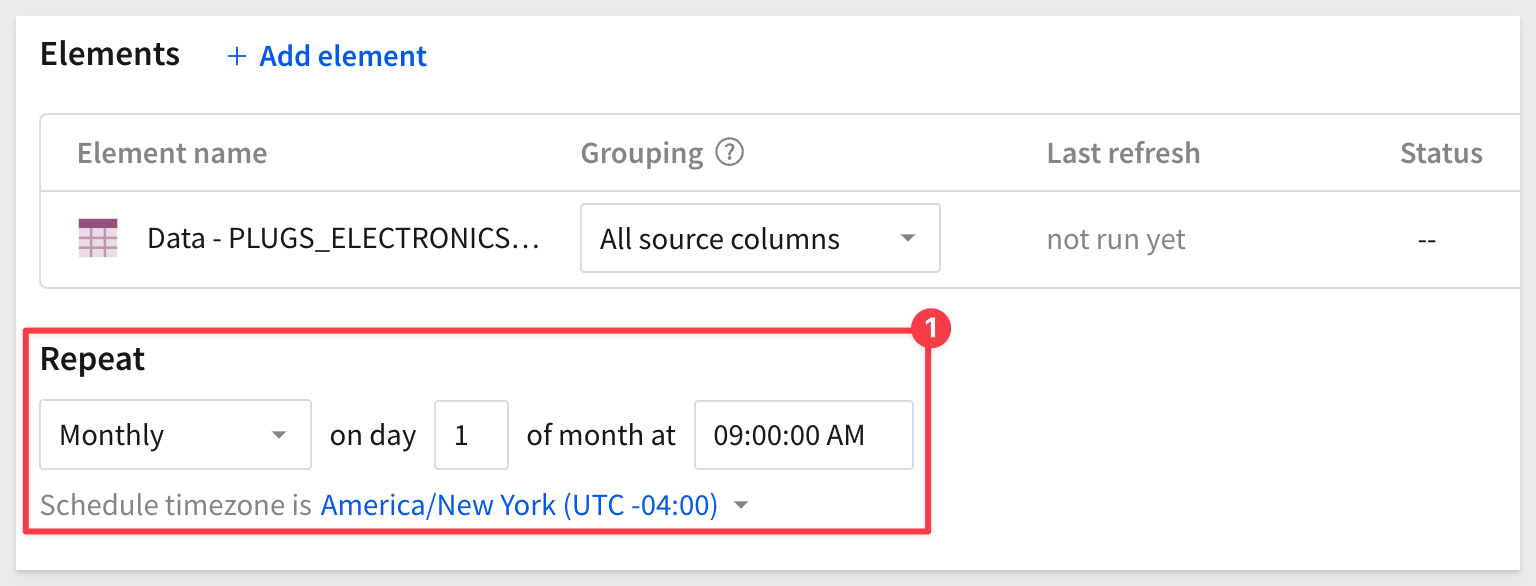 Elements + Add element
Element name Grouping ? Last refresh Status
Data - PLUGS_ELECTRONICS... All source columns not run yet --
1
Repeat
Monthly on day 1 of month at 09:00:00 AM
Schedule timezone is America/New York (UTC -04:00)